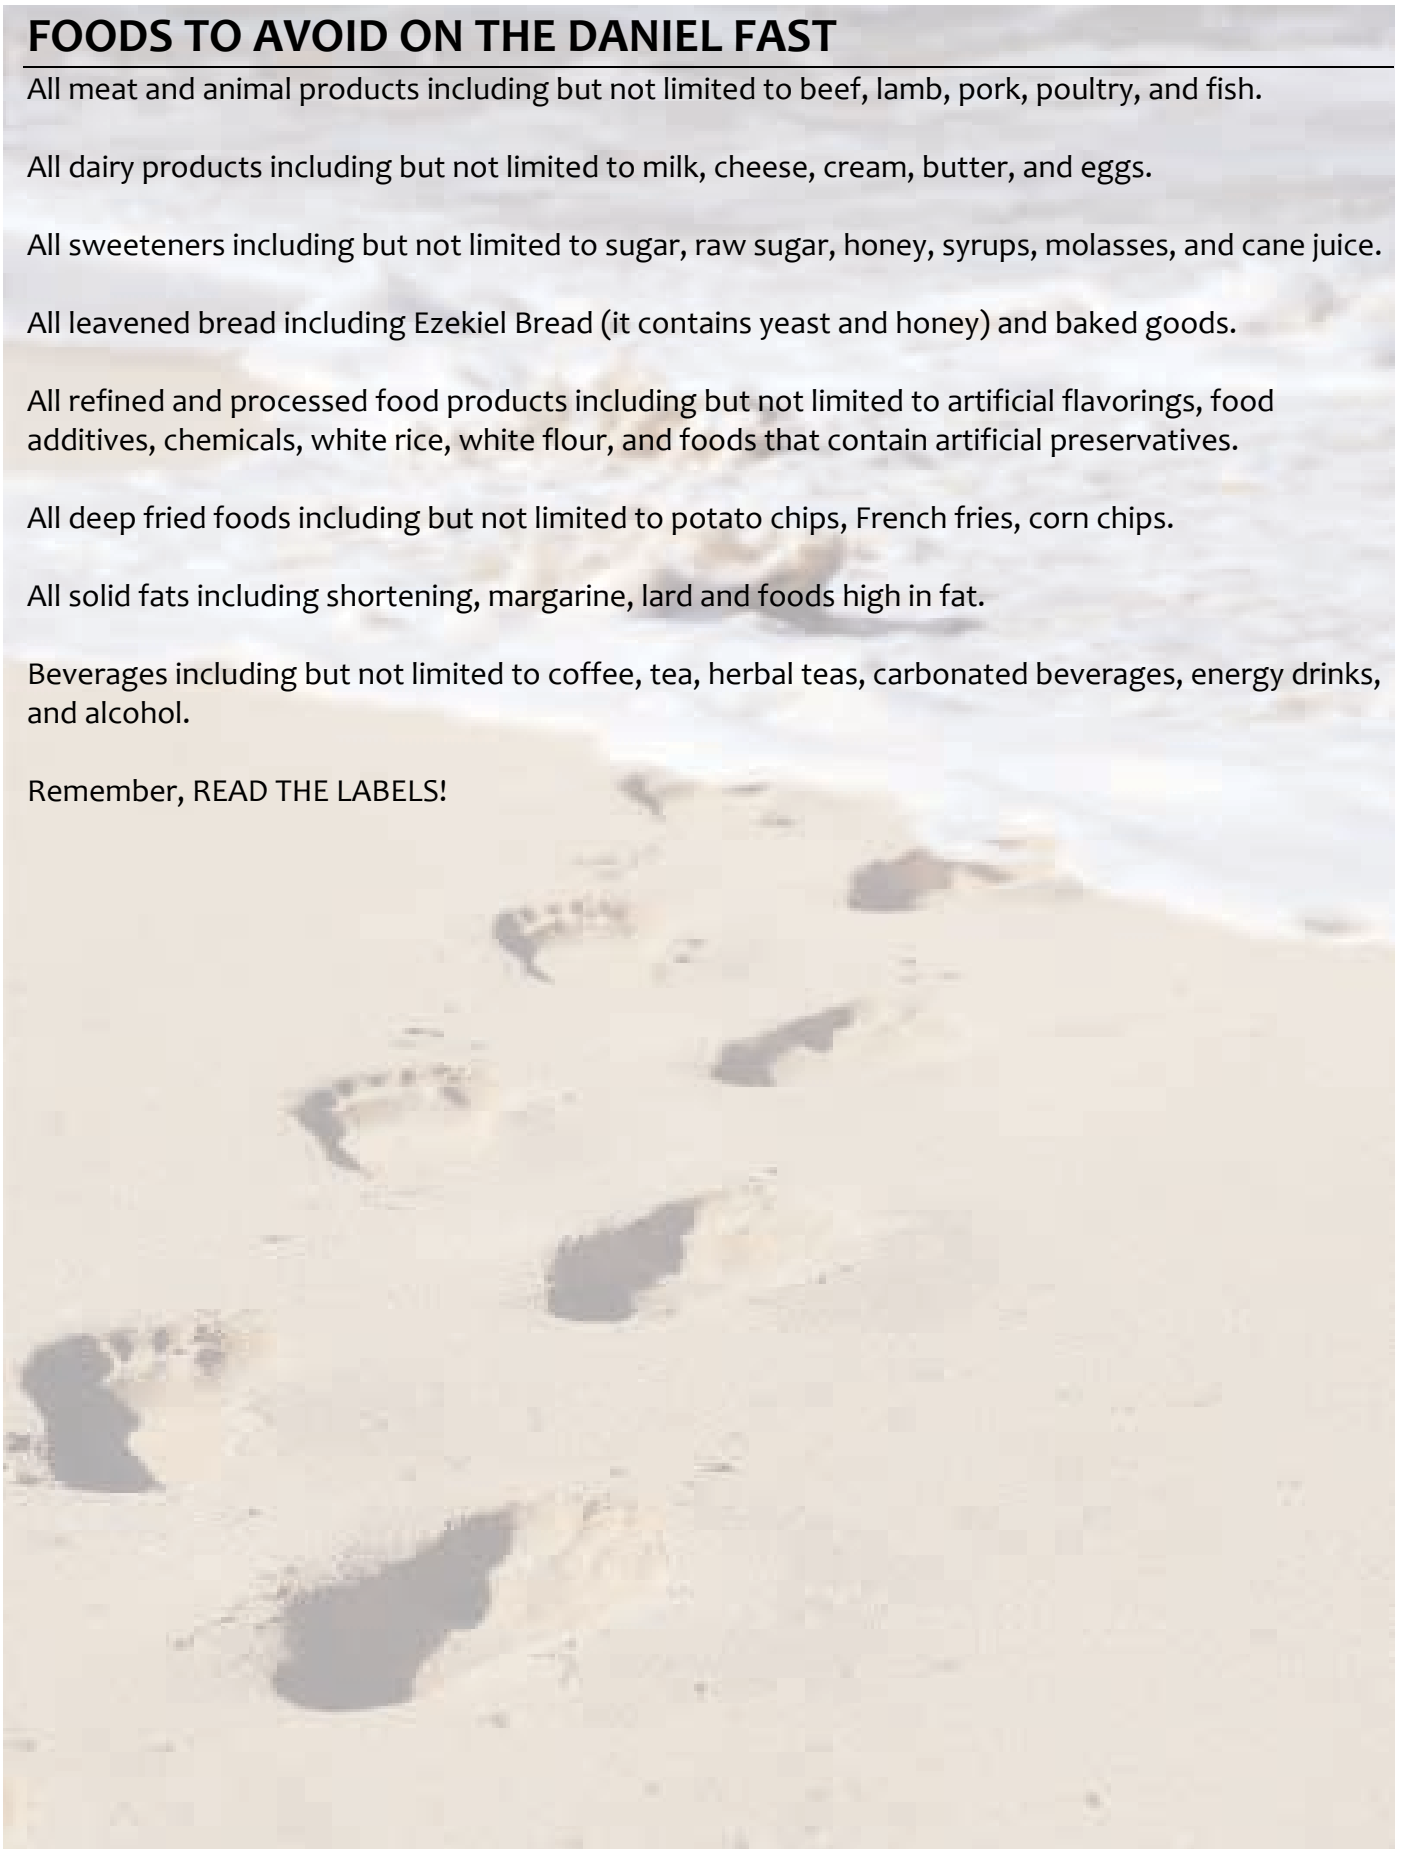 FOODS TO AVOID ON THE DANIEL FAST
All meat and animal products including but not limited to beef, lamb, pork, poultry, and fish.
All dairy products including but not limited to milk, cheese, cream, butter, and eggs.
All sweeteners including but not limited to sugar, raw sugar, honey, syrups, molasses, and cane juice.
All leavened bread including Ezekiel Bread (it contains yeast and honey) and baked goods.
All refined and processed food products including but not limited to artificial flavorings, food
additives, chemicals, white rice, white flour, and foods that contain artificial preservatives.
All deep fried foods including but not limited to potato chips, French fries, corn chips.
All solid fats including shortening, margarine, lard and foods high in fat.
Beverages including but not limited to coffee, tea, herbal teas, carbonated beverages, energy drinks,
and alcohol.
Remember, READ THE LABELS!